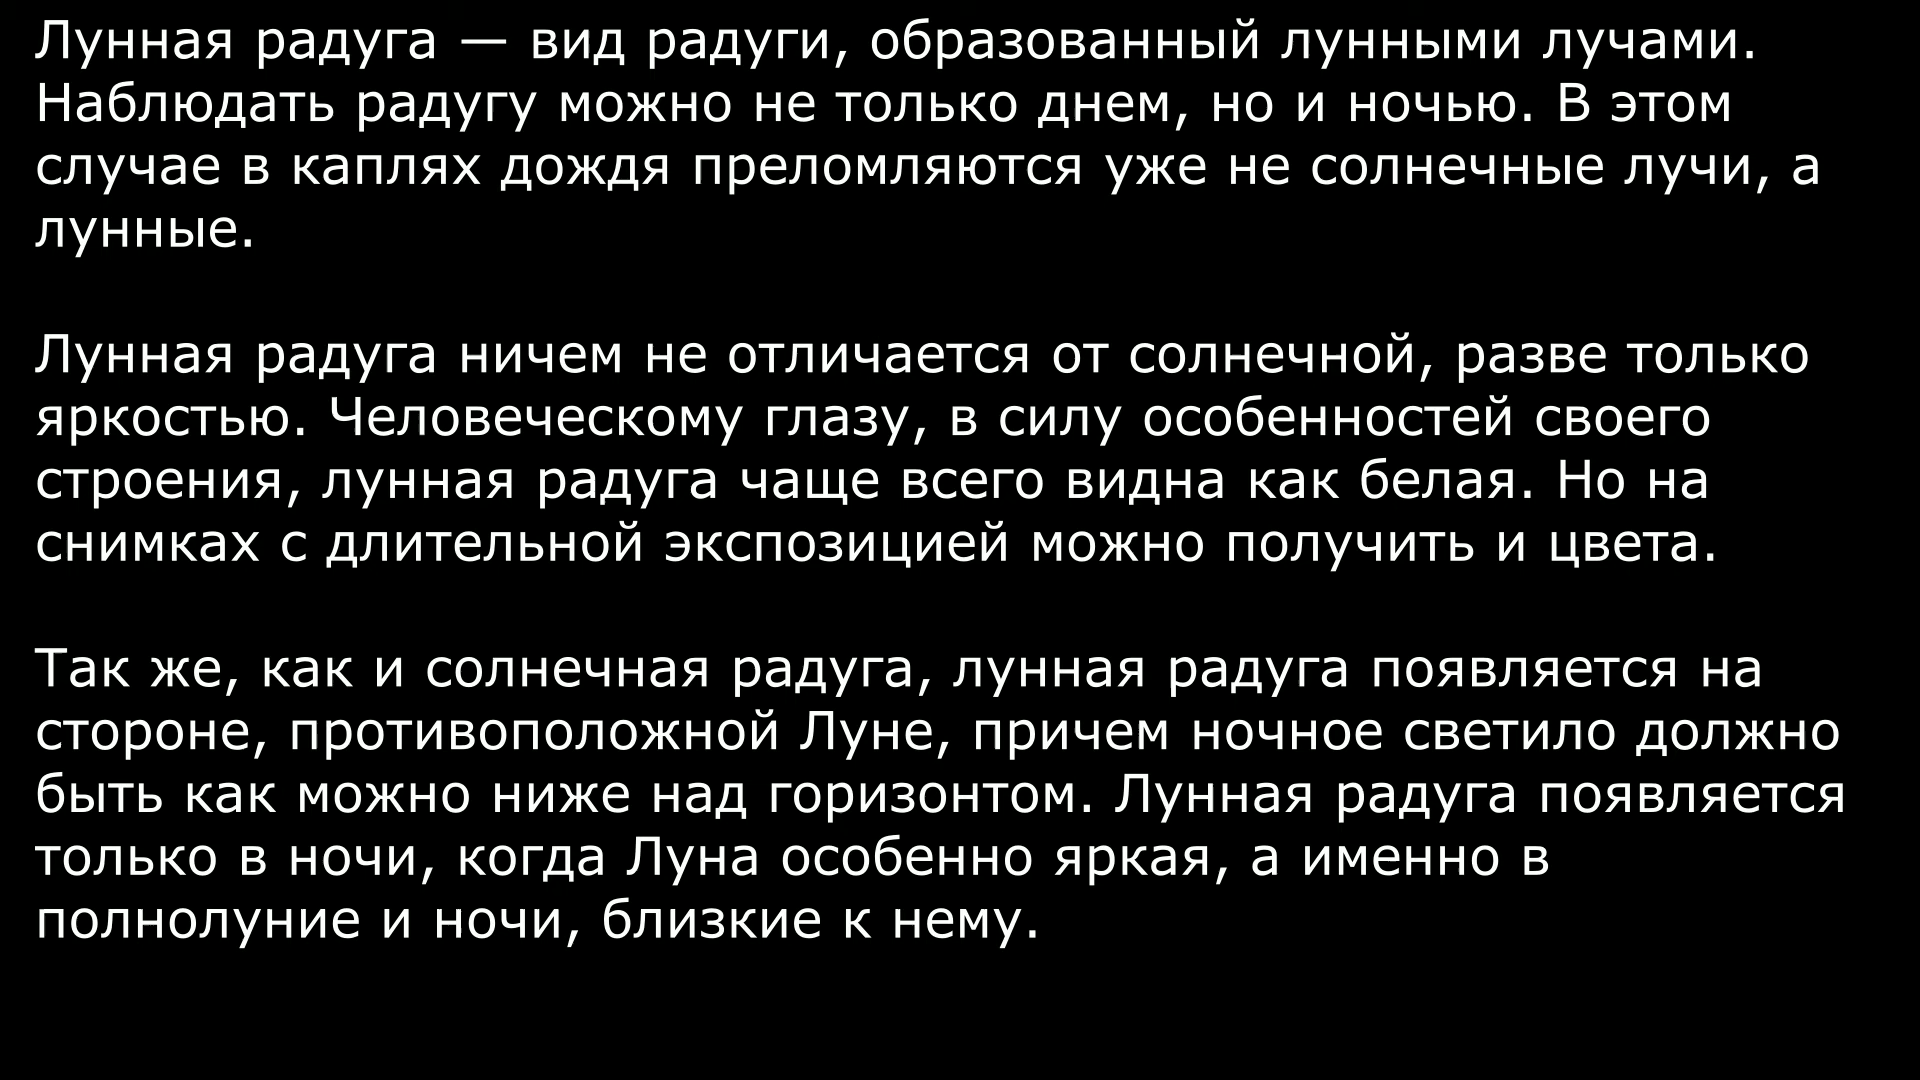 Лунная радуга — вид радуги, образованный лунными лучами.
Наблюдать радугу можно не только днем, но и ночью. В этом
случае в каплях дождя преломляются уже не солнечные лучи, а
лунные.
Лунная радуга ничем не отличается от солнечной, разве только
яркостью. Человеческому глазу, в силу особенностей своего
строения, лунная радуга чаще всего видна как белая. Но на
снимках с длительной экспозицией можно получить и цвета.
Так же, как и солнечная радуга, лунная радуга появляется на
стороне, противоположной Луне, причем ночное светило должно
быть как можно ниже над горизонтом. Лунная радуга появляется
только в ночи, когда Луна особенно яркая, а именно в
полнолуние и ночи, близкие к нему.